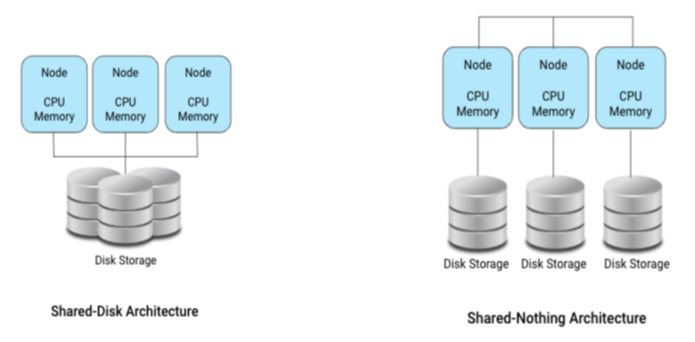 Node
CPU
Memory
Node
CPU
Memory
Node
CPU
Memory
Disk Storage
Shared-Disk Architecture
Node
CPU
Memory
Node
CPU
Memory
Node
CPU
Memory
Disk Storage
Disk Storage
Disk Storage
Shared-Nothing Architecture